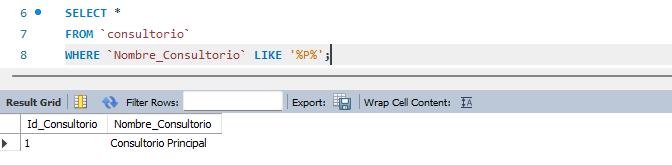 6 SELECT *
7 FROM `consultorio`
8 WHERE `Nombre_Consultorio` LIKE '%P%';
Result Grid Filter Rows: Export: Wrap Cell Content:
Id_Consultorio Nombre_Consultorio
1 Consultorio Principal